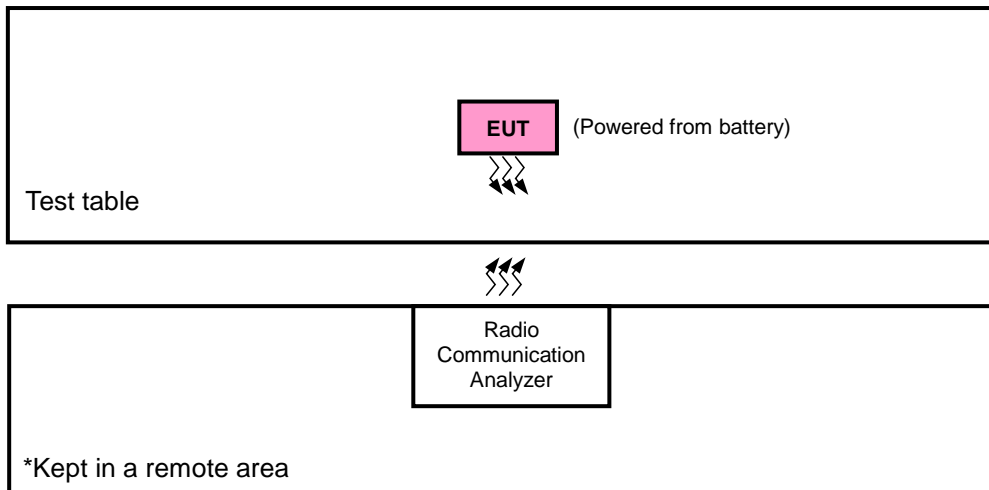 EUT
(Powered from battery)
Test table
Radio
Communication
Analyzer
*Kept in a remote area